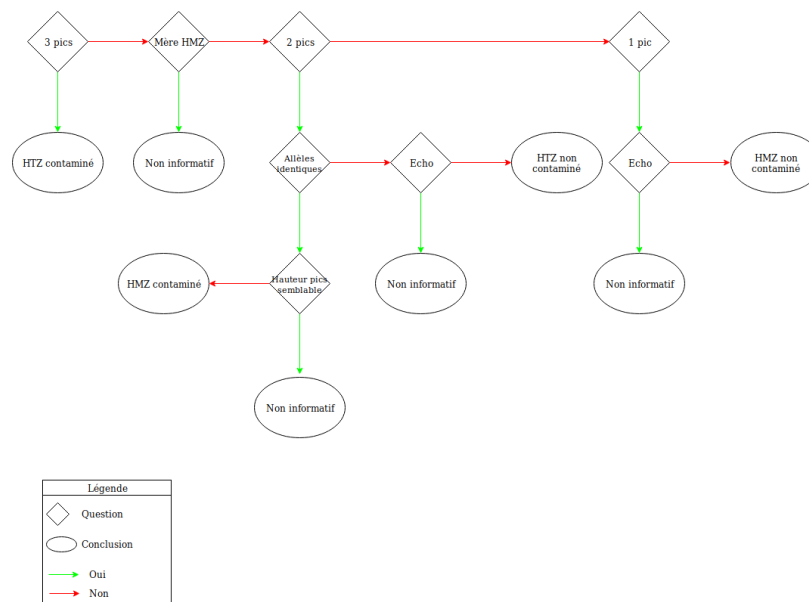 3 pics
Mère HMZ
2 pics
1 pic
HTZ contaminé
Non informatif
Allèles
identiques
Echo
HTZ non
contaminé
Echo
HMZ non
contaminé
HMZ contaminé
Hauteur pics
semblable
Non informatif
Non informatif
Non informatif
Légende
Question
Conclusion
Oui
Non